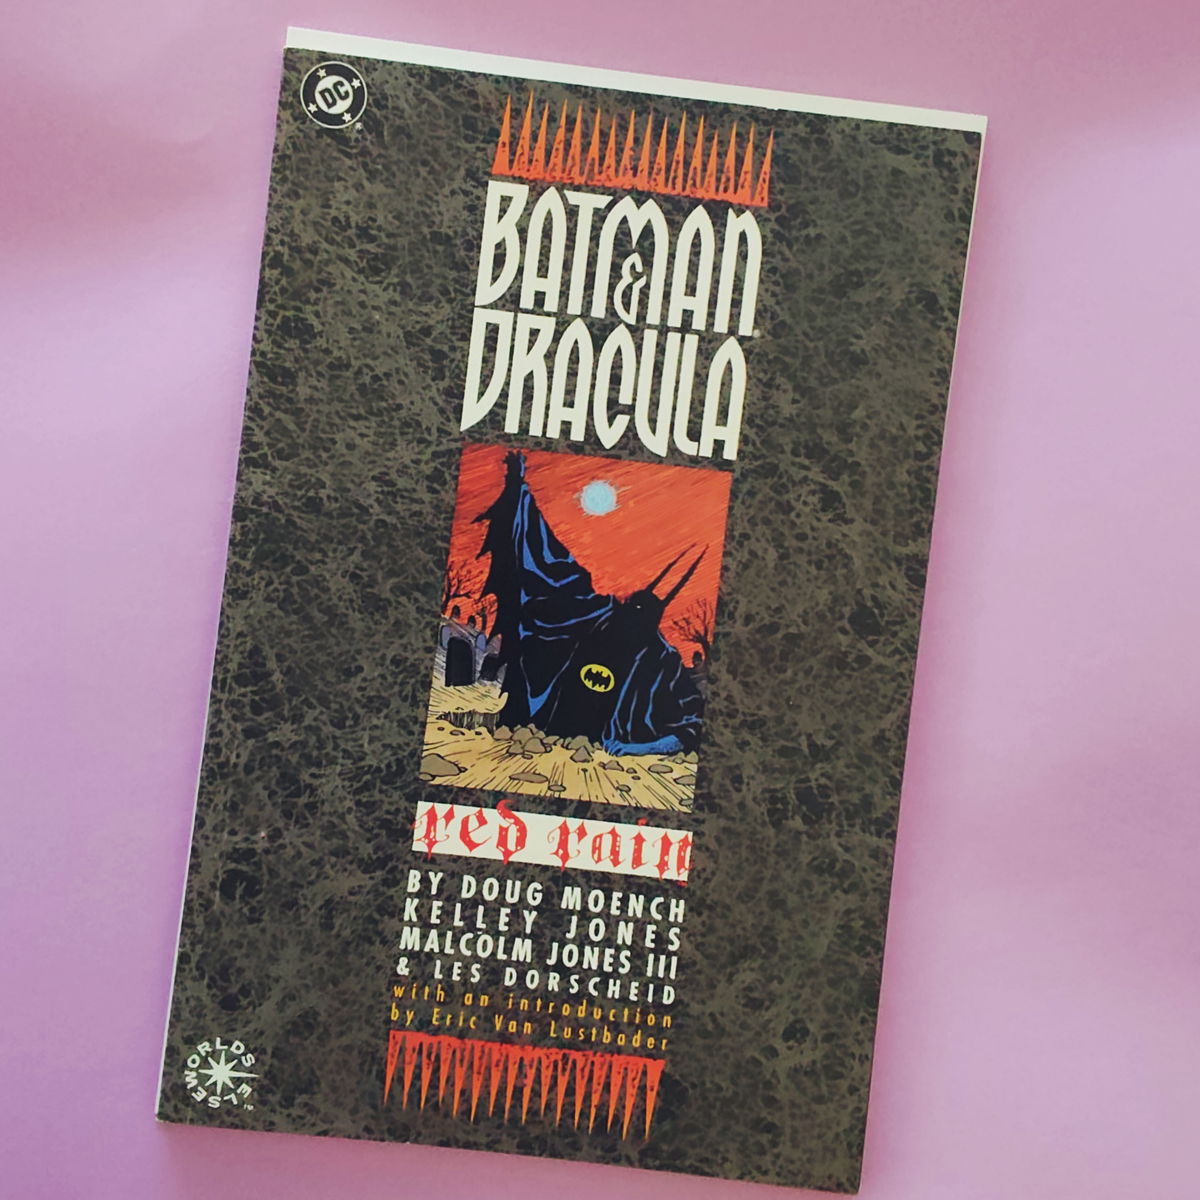 DC
®
BATMAN
&
DRACULA
red rain
BY DOUG MOENCH
KELLEY JONES
MALCOLM JONES III
& LES DORSCHEID
with an introduction
by Eric Van Lustbader
ELSEWORLDS